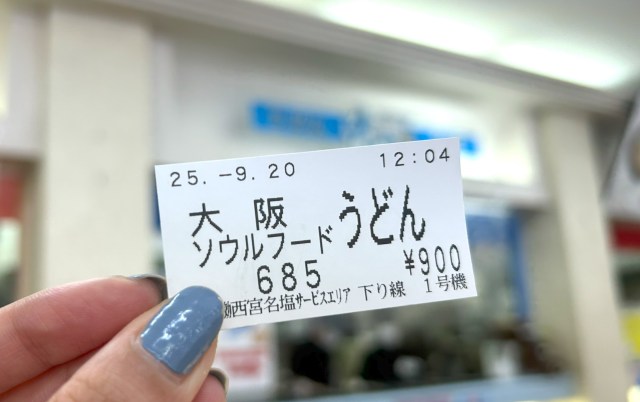 25.-9.20 12:04
大阪
ソウルフード うどん
685 ¥900
西宮名塩サービスエリア 下り線 1号機